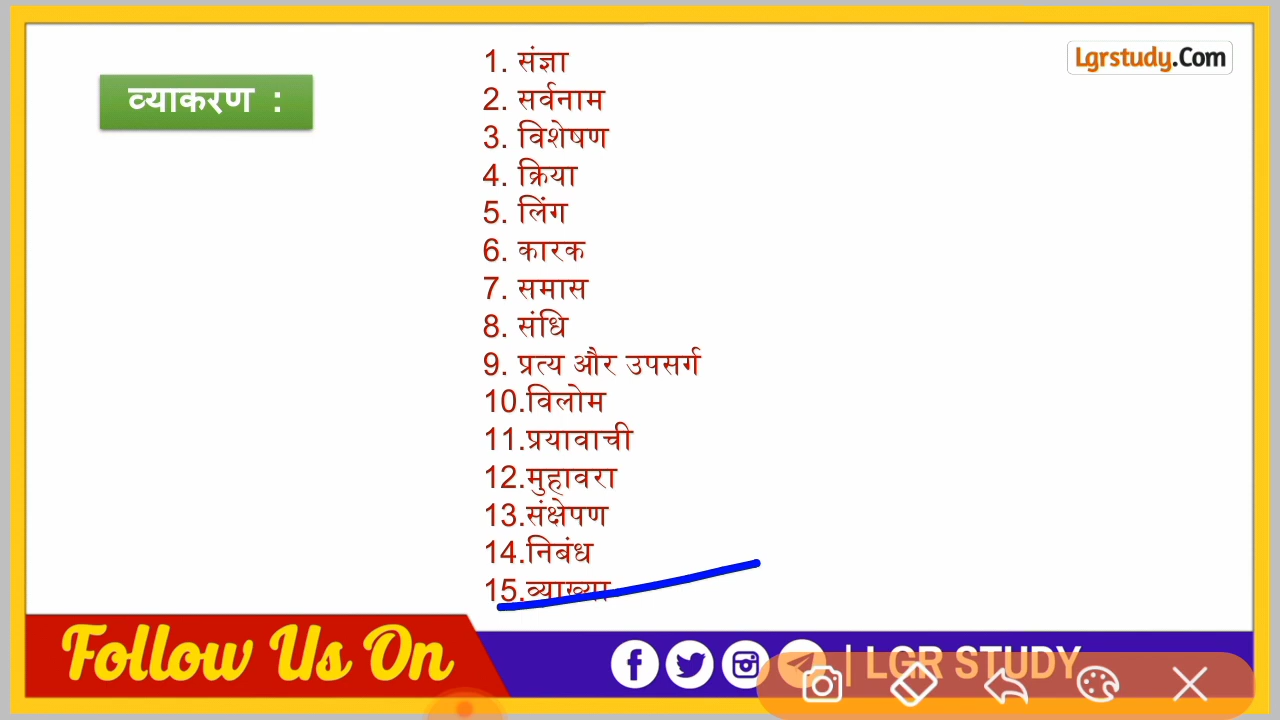 Lgrstudy.Com
व्याकरण :
1. संज्ञा
2. सर्वनाम
3. विशेषण
4. क्रिया
5. लिंग
6. कारक
7. समास
8. संधि
9. प्रत्य और उपसर्ग
10.विलोम
11.प्रयावाची
12.मुहावरा
13.संक्षेपण
14.निबंध
15.व्याख्या
Follow Us On
| LGR STUDY